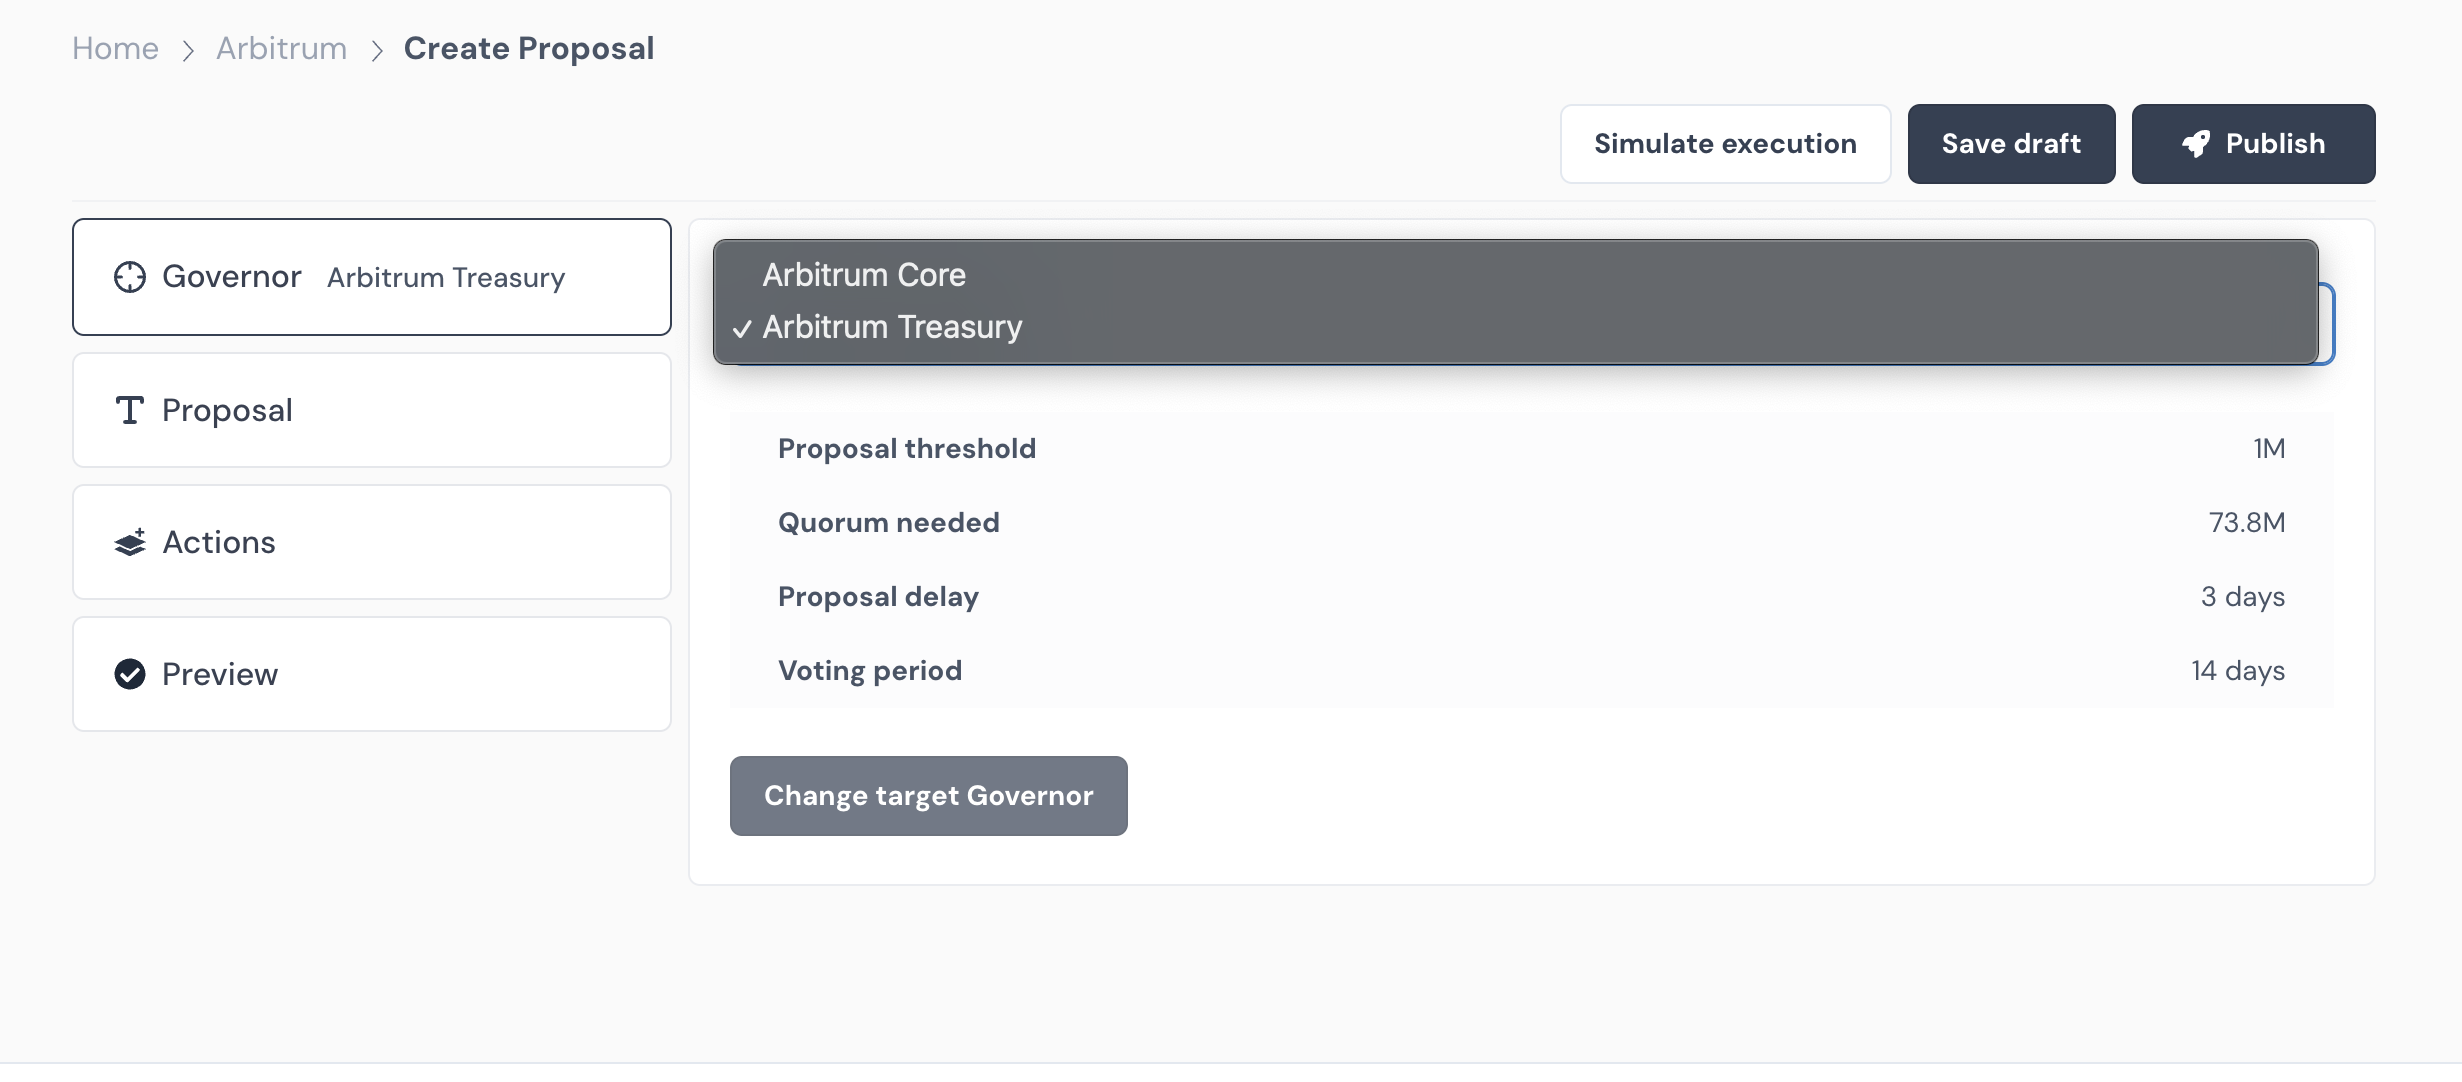 Home > Arbitrum > Create Proposal
Simulate execution Save draft Publish
Governor Arbitrum Treasury
Proposal
Actions
Preview
Arbitrum Core
✓ Arbitrum Treasury
Proposal threshold 1M
Quorum needed 73.8M
Proposal delay 3 days
Voting period 14 days
Change target Governor